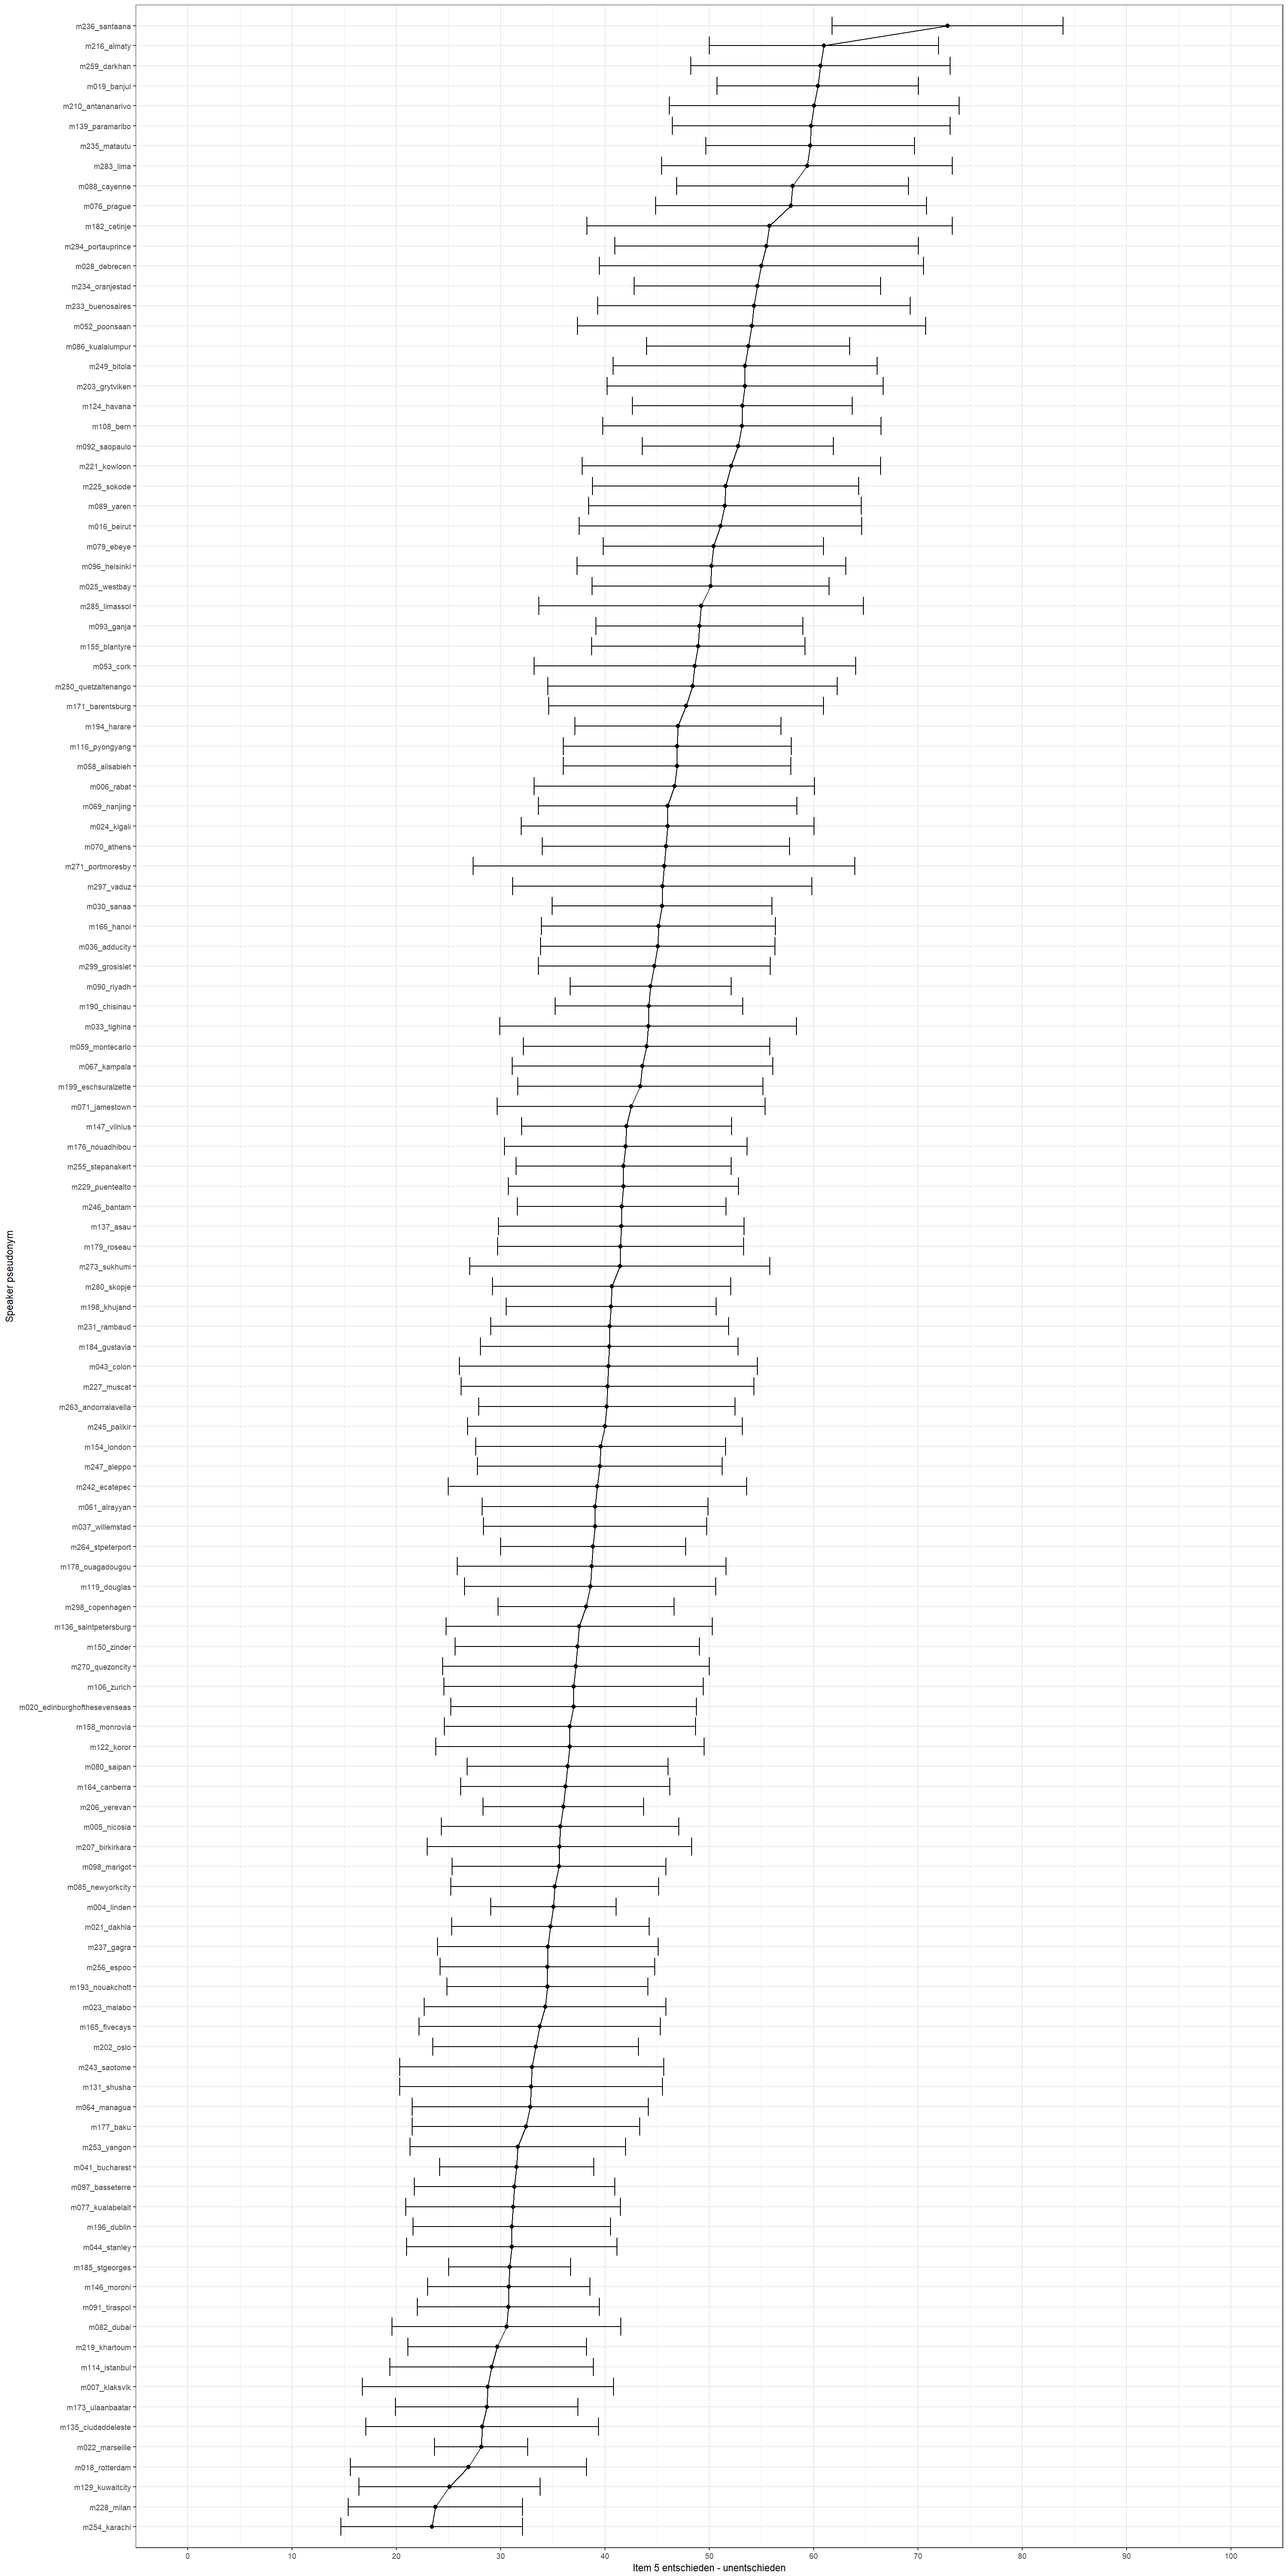 m236_santaana
m216_almaty
m259_darkhan
m019_banjul
m210_antananarivo
m139_paramaribo
m235_matautu
m283_lima
m088_cayenne
m076_prague
m182_cetinje
m294_portauprince
m028_debrecen
m234_oranjestad
m233_buenosaires
m052_poonsaan
m086_kualalumpur
m249_bitola
m203_grytviken
m124_havana
m108_bern
m092_saopaulo
m221_kowloon
m225_sokode
m089_yaren
m016_beirut
m079_ebeye
m096_helsinki
m025_westbay
m285_limassol
m093_ganja
m155_blantyre
m053_cork
m250_quetzaltenango
m171_barentsburg
m194_harare
m116_pyongyang
m058_alisabieh
m006_rabat
m069_nanjing
m024_kigali
m070_athens
m271_portmoresby
m297_vaduz
m030_sanaa
m166_hanoi
m036_adducity
m299_grosislet
m090_riyadh
m190_chisinau
m033_tighina
m059_montecarlo
m067_kampala
m199_eschsuralzette
m071_jamestown
m147_vilnius
m176_nouadhibou
m255_stepanakert
m229_puentealto
m246_bantam
m137_asau
m179_roseau
m273_sukhumi
m280_skopje
m198_khujand
m231_rambaud
m184_gustavia
m043_colon
m227_muscat
m263_andorralavella
m245_palikir
m154_london
m247_aleppo
m242_ecatepec
m061_alrayyan
m037_willemstad
m264_stpeterport
m178_ouagadougou
m119_douglas
m298_copenhagen
m136_saintpetersburg
m150_zinder
m270_quezoncity
m106_zurich
m020_edinburghofthesevenseas
m158_monrovia
m122_koror
m080_saipan
m164_canberra
m206_yerevan
m005_nicosia
m207_birkirkara
m098_marigot
m085_newyorkcity
m004_linden
m021_dakhla
m237_gagra
m256_espoo
m193_nouakchott
m023_malabo
m165_fivecays
m202_oslo
m243_saotome
m131_shusha
m064_managua
m177_baku
m253_yangon
m041_bucharest
m097_basseterre
m077_kualabelait
m196_dublin
m044_stanley
m185_stgeorges
m146_moroni
m091_tiraspol
m082_dubai
m219_khartoum
m114_istanbul
m007_klaksvik
m173_ulaanbaatar
m135_ciudaddeleste
m022_marseille
m018_rotterdam
m129_kuwaitcity
m228_milan
m254_karachi
Speaker pseudonym
0 10 20 30 40 50 60 70 80 90 100
Item 5 entschieden - unentschieden